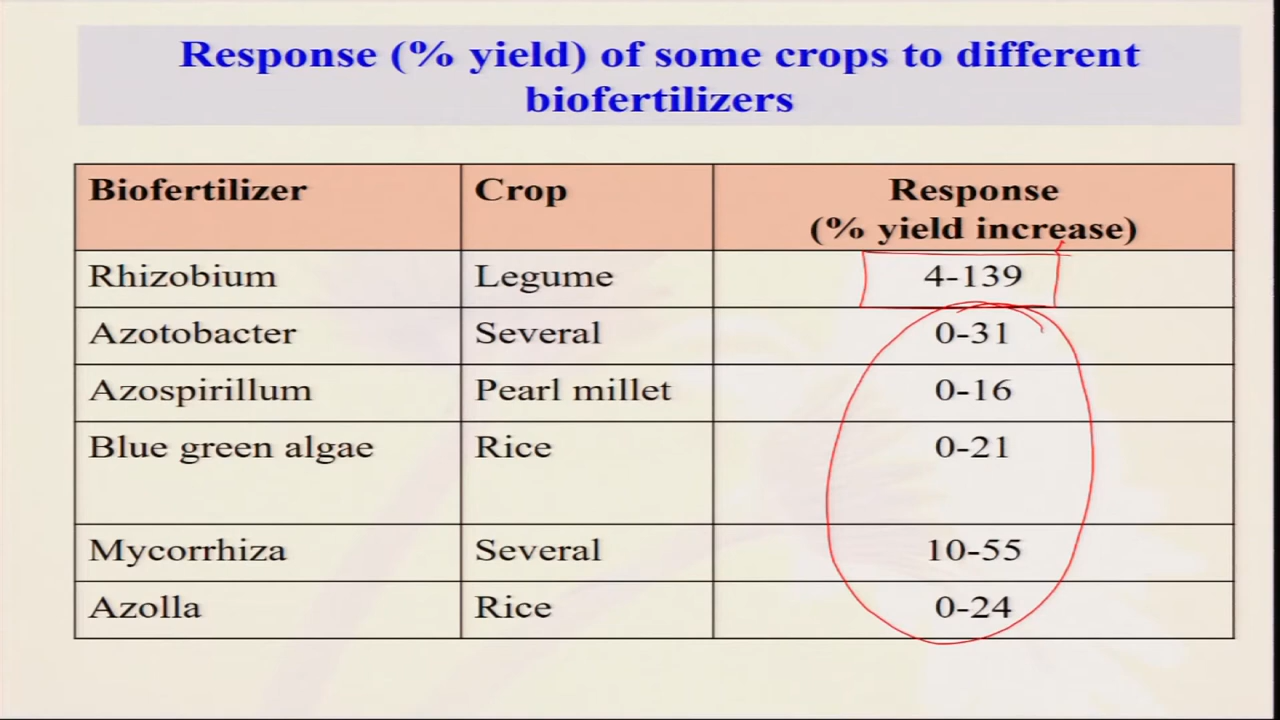 Response (% yield) of some crops to different
biofertilizers
Biofertilizer Crop Response
(% yield increase)
Rhizobium Legume 4-139
Azotobacter Several 0-31
Azospirillum Pearl millet 0-16
Blue green algae Rice 0-21
Mycorrhiza Several 10-55
Azolla Rice 0-24